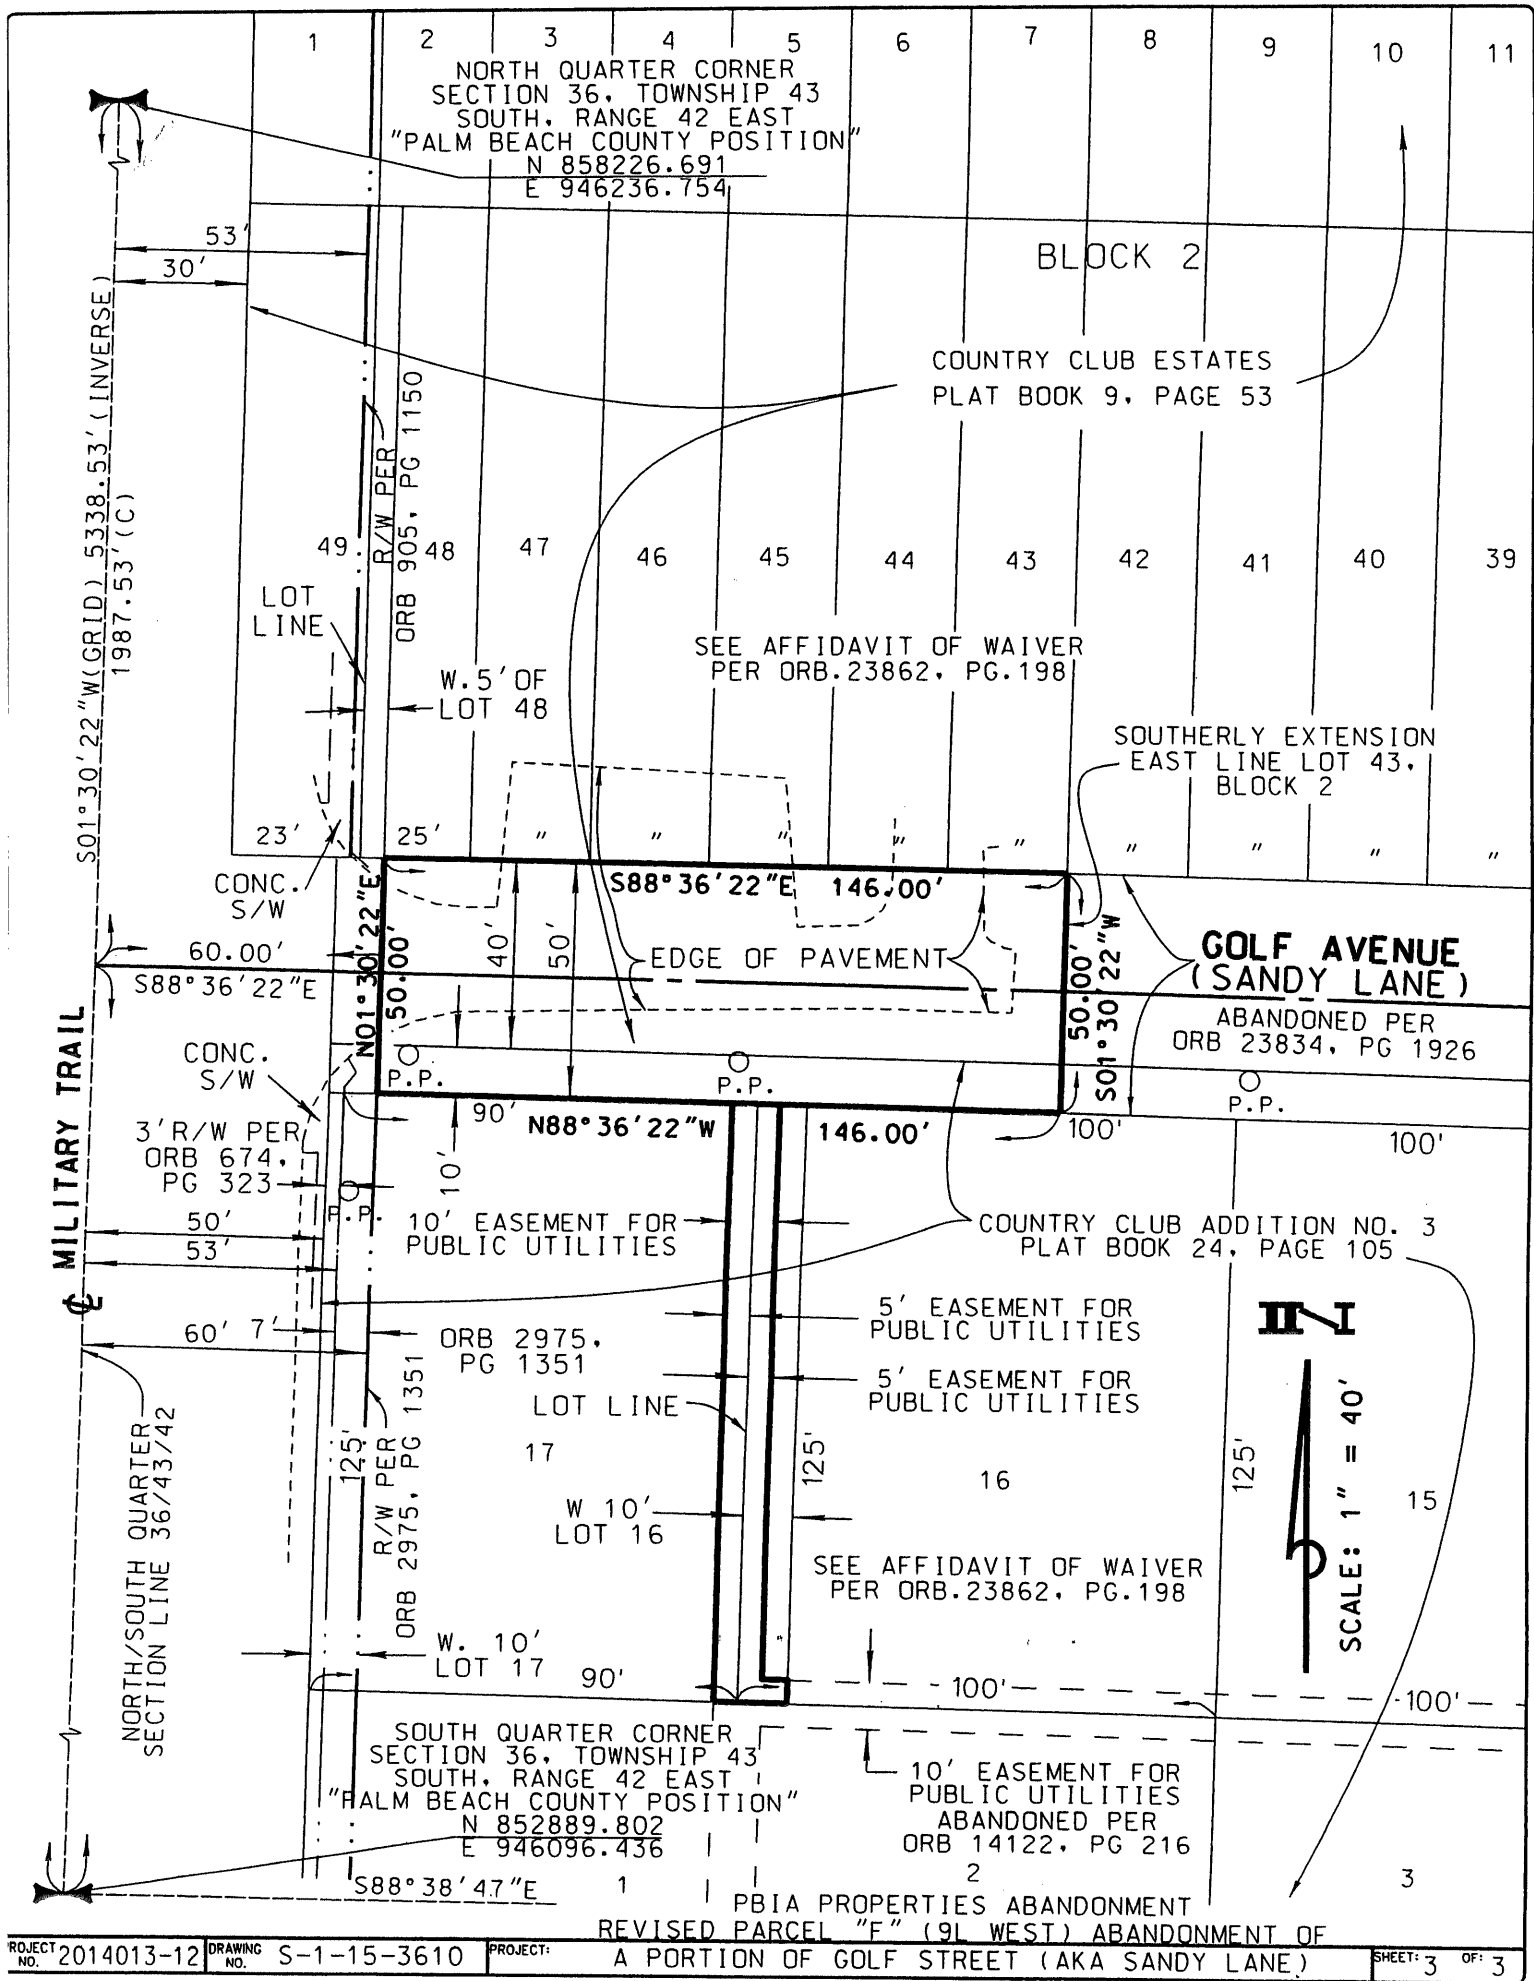 1 2 3 4 5 6 7 8 9 10 11
NORTH QUARTER CORNER
SECTION 36, TOWNSHIP 43
SOUTH, RANGE 42 EAST
"PALM BEACH COUNTY POSITION"
N 858226.691
E 946236.754
53'
30'
BLOCK 2
S01°30'22"W(GRID) 5338.53'(INVERSE)
1987.53'(C)
COUNTRY CLUB ESTATES
PLAT BOOK 9, PAGE 53
R/W PER
ORB 905, PG 1150
49 48 47 46 45 44 43 42 41 40 39
LOT
LINE
SEE AFFIDAVIT OF WAIVER
PER ORB.23862, PG.198
W.5'OF
LOT 48
SOUTHERLY EXTENSION
EAST LINE LOT 43,
BLOCK 2
23' 25' " " " " " " " " "
CONC.
S/W
S88°36'22"E 146.00'
N01°30'22"E
50.00'
40'
50'
60.00'
S88°36'22"E
EDGE OF PAVEMENT
50.00'
S01°30'22"W
GOLF AVENUE
(SANDY LANE)
ABANDONED PER
ORB 23834, PG 1926
MILITARY TRAIL
CONC.
S/W
P.P.
P.P.
P.P.
3'R/W PER
ORB 674,
PG 323
90'
N88°36'22"W 146.00'
100'
100'
10'
P.P.
50'
53'
10' EASEMENT FOR
PUBLIC UTILITIES
COUNTRY CLUB ADDITION NO. 3
PLAT BOOK 24, PAGE 105
60' 7'
ORB 2975,
PG 1351
5' EASEMENT FOR
PUBLIC UTILITIES
5' EASEMENT FOR
PUBLIC UTILITIES
LOT LINE
N
SCALE: 1" = 40'
NORTH/SOUTH QUARTER
SECTION LINE 36/43/42
125'
R/W PER
ORB 2975, PG 1351
17
125'
16
125'
15
W 10'
LOT 16
SEE AFFIDAVIT OF WAIVER
PER ORB.23862, PG.198
W. 10'
LOT 17
90'
100'
100'
SOUTH QUARTER CORNER
SECTION 36, TOWNSHIP 43
SOUTH, RANGE 42 EAST
"PALM BEACH COUNTY POSITION"
N 852889.802
E 946096.436
10' EASEMENT FOR
PUBLIC UTILITIES
ABANDONED PER
ORB 14122, PG 216
S88°38'47"E
1 2 3
PBIA PROPERTIES ABANDONMENT
REVISED PARCEL "F" (9L WEST) ABANDONMENT OF
A PORTION OF GOLF STREET (AKA SANDY LANE)
PROJECT NO. 2014013-12
DRAWING NO. S-1-15-3610
PROJECT:
SHEET: 3 OF: 3